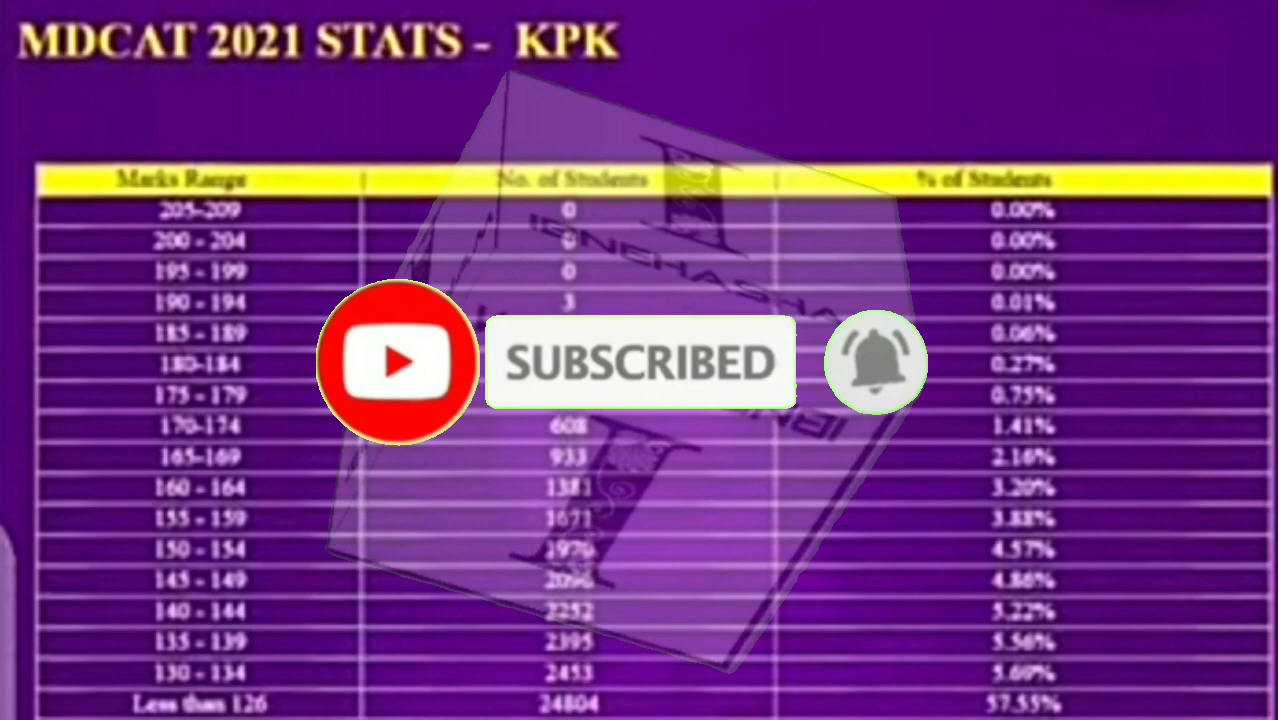 MDCAT 2021 STATS - KPK
Marks Range No. of Students % of Students
205-209 0 0.00%
200 - 204 0 0.00%
195 - 199 0 0.00%
190 - 194 3 0.01%
185 - 189 0.06%
180-184 0.27%
175 - 179 0.75%
170-174 608 1.41%
165-169 933 2.16%
160 - 164 1381 3.20%
155 - 159 1671 3.88%
150 - 154 1970 4.57%
145 - 149 2096 4.86%
140 - 144 2252 5.22%
135 - 139 2395 5.56%
130 - 134 2453 5.69%
Less than 126 24804 57.55%
SUBSCRIBED